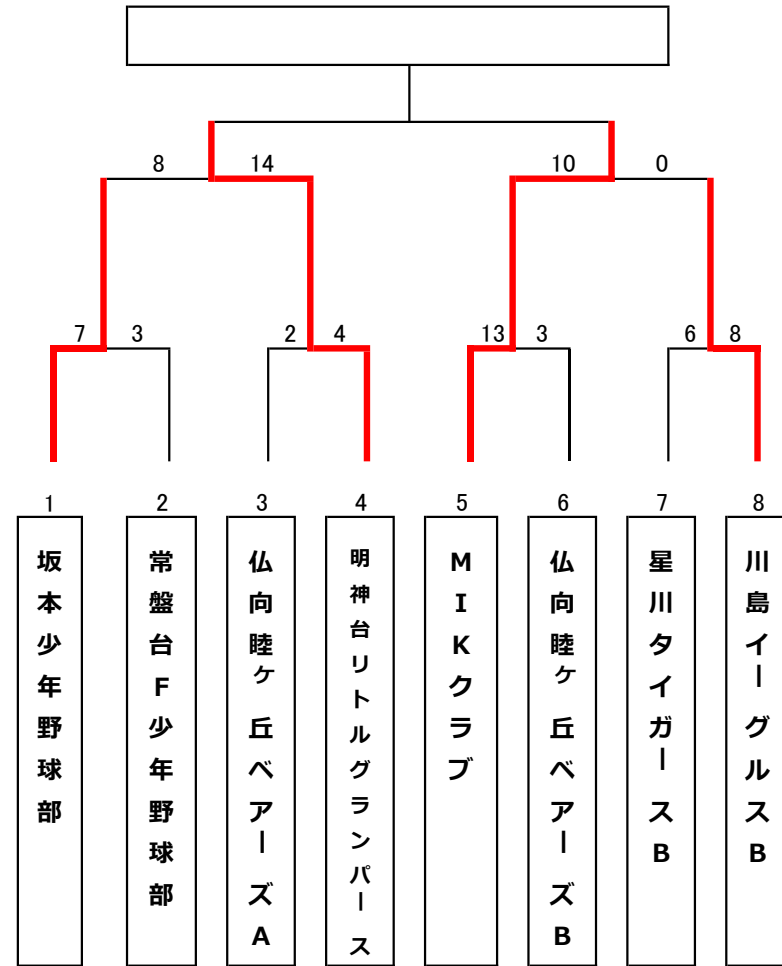 8 14 10 0
7 3 2 4 13 3 6 8
1 2 3 4 5 6 7 8
坂本少年野球部
常盤台F少年野球部
仏向睦ケ丘ベアーズA
明神台リトルグランパース
MIKクラブ
仏向睦ケ丘ベアーズB
星川タイガースB
川島イーグルスB